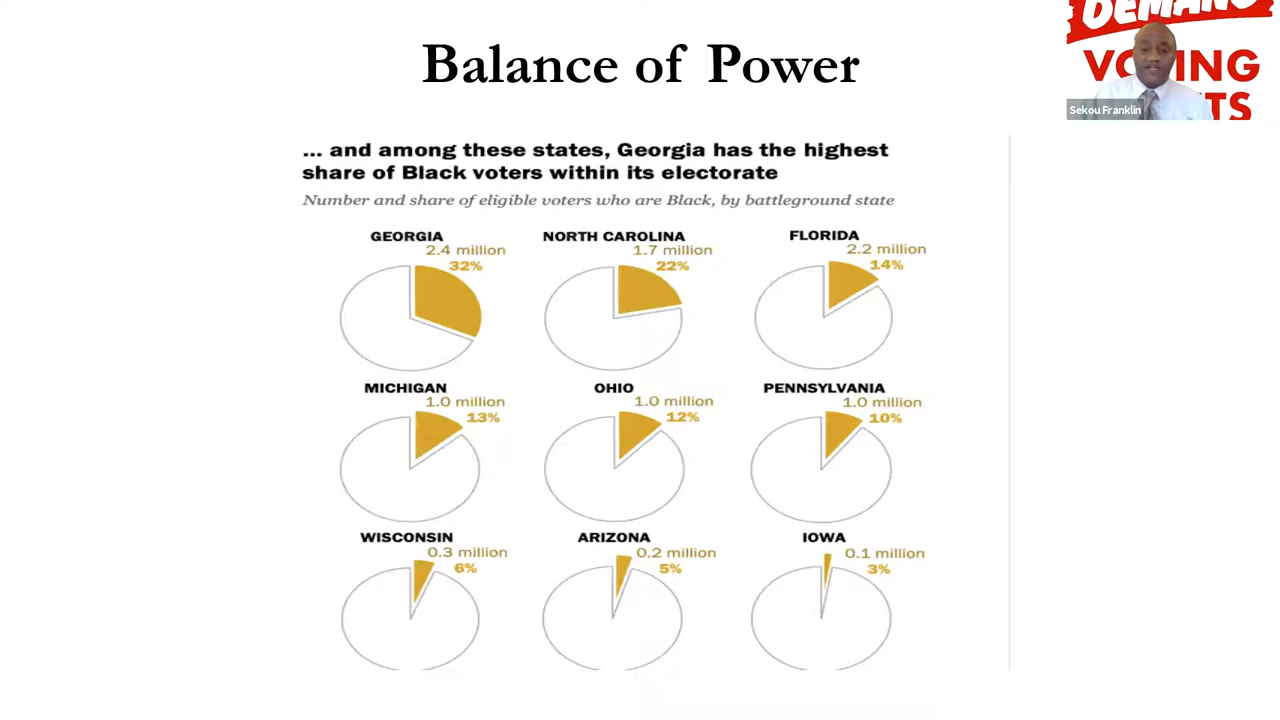 Balance of Power
DEMAND
Sekou Franklin
... and among these states, Georgia has the highest
share of Black voters within its electorate
Number and share of eligible voters who are Black, by battleground state
GEORGIA
2.4 million
32%
NORTH CAROLINA
1.7 million
22%
FLORIDA
2.2 million
14%
MICHIGAN
1.0 million
13%
OHIO
1.0 million
12%
PENNSYLVANIA
1.0 million
10%
WISCONSIN
0.3 million
6%
ARIZONA
0.2 million
5%
IOWA
0.1 million
3%